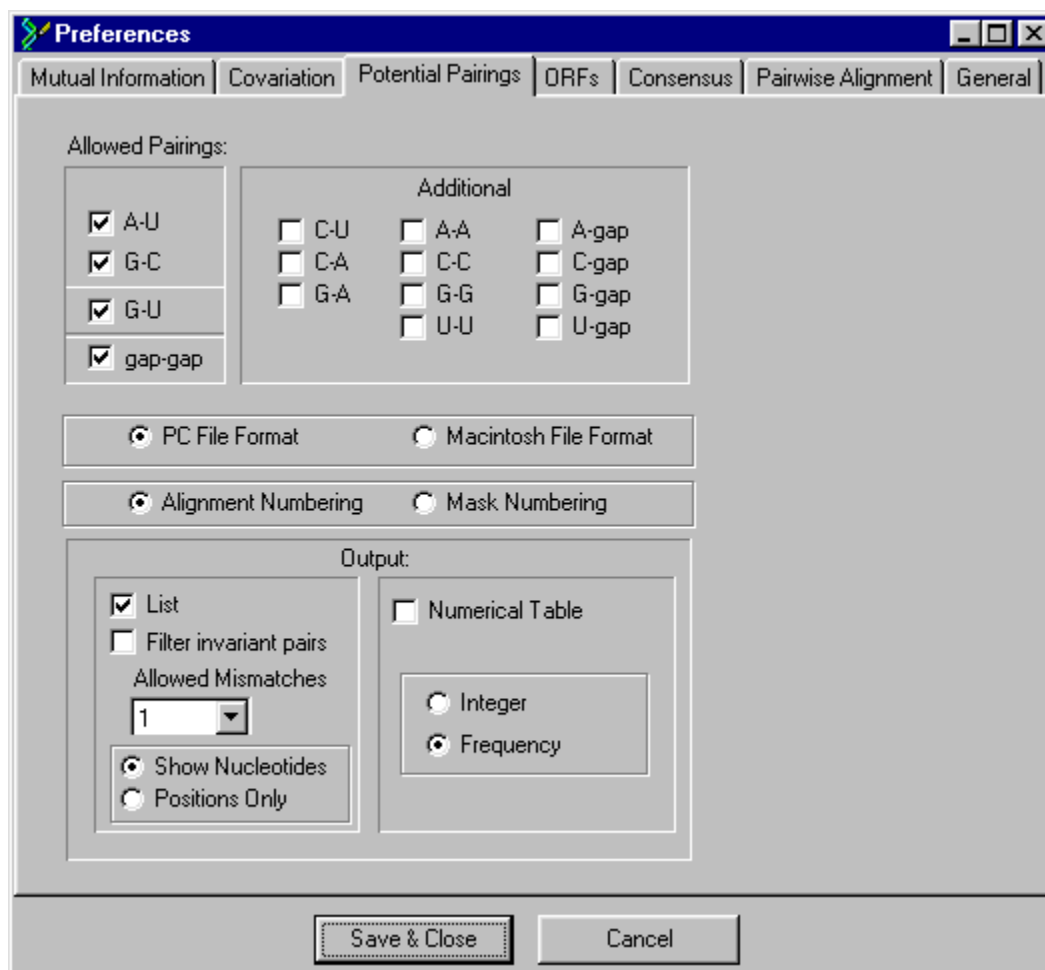 Preferences
Mutual Information Covariation Potential Pairings ORFs Consensus Pairwise Alignment General
Allowed Pairings:
Additional
A-U C-U A-A A-gap
G-C C-A C-C C-gap
G-U G-A G-G G-gap
U-U U-gap
gap-gap
PC File Format Macintosh File Format
Alignment Numbering Mask Numbering
Output:
List Numerical Table
Filter invariant pairs
Allowed Mismatches
1 Integer
Frequency
Show Nucleotides
Positions Only
Save & Close Cancel